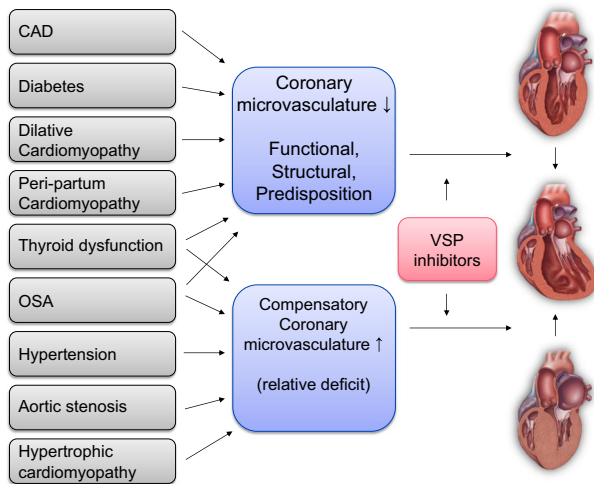 CAD
Diabetes
Dilative
Cardiomyopathy
Peri-partum
Cardiomyopathy
Thyroid dysfunction
OSA
Hypertension
Aortic stenosis
Hypertrophic
cardiomyopathy
Coronary
microvasculature ↓
Functional,
Structural,
Predisposition
Compensatory
Coronary
microvasculature ↑
(relative deficit)
VSP
inhibitors